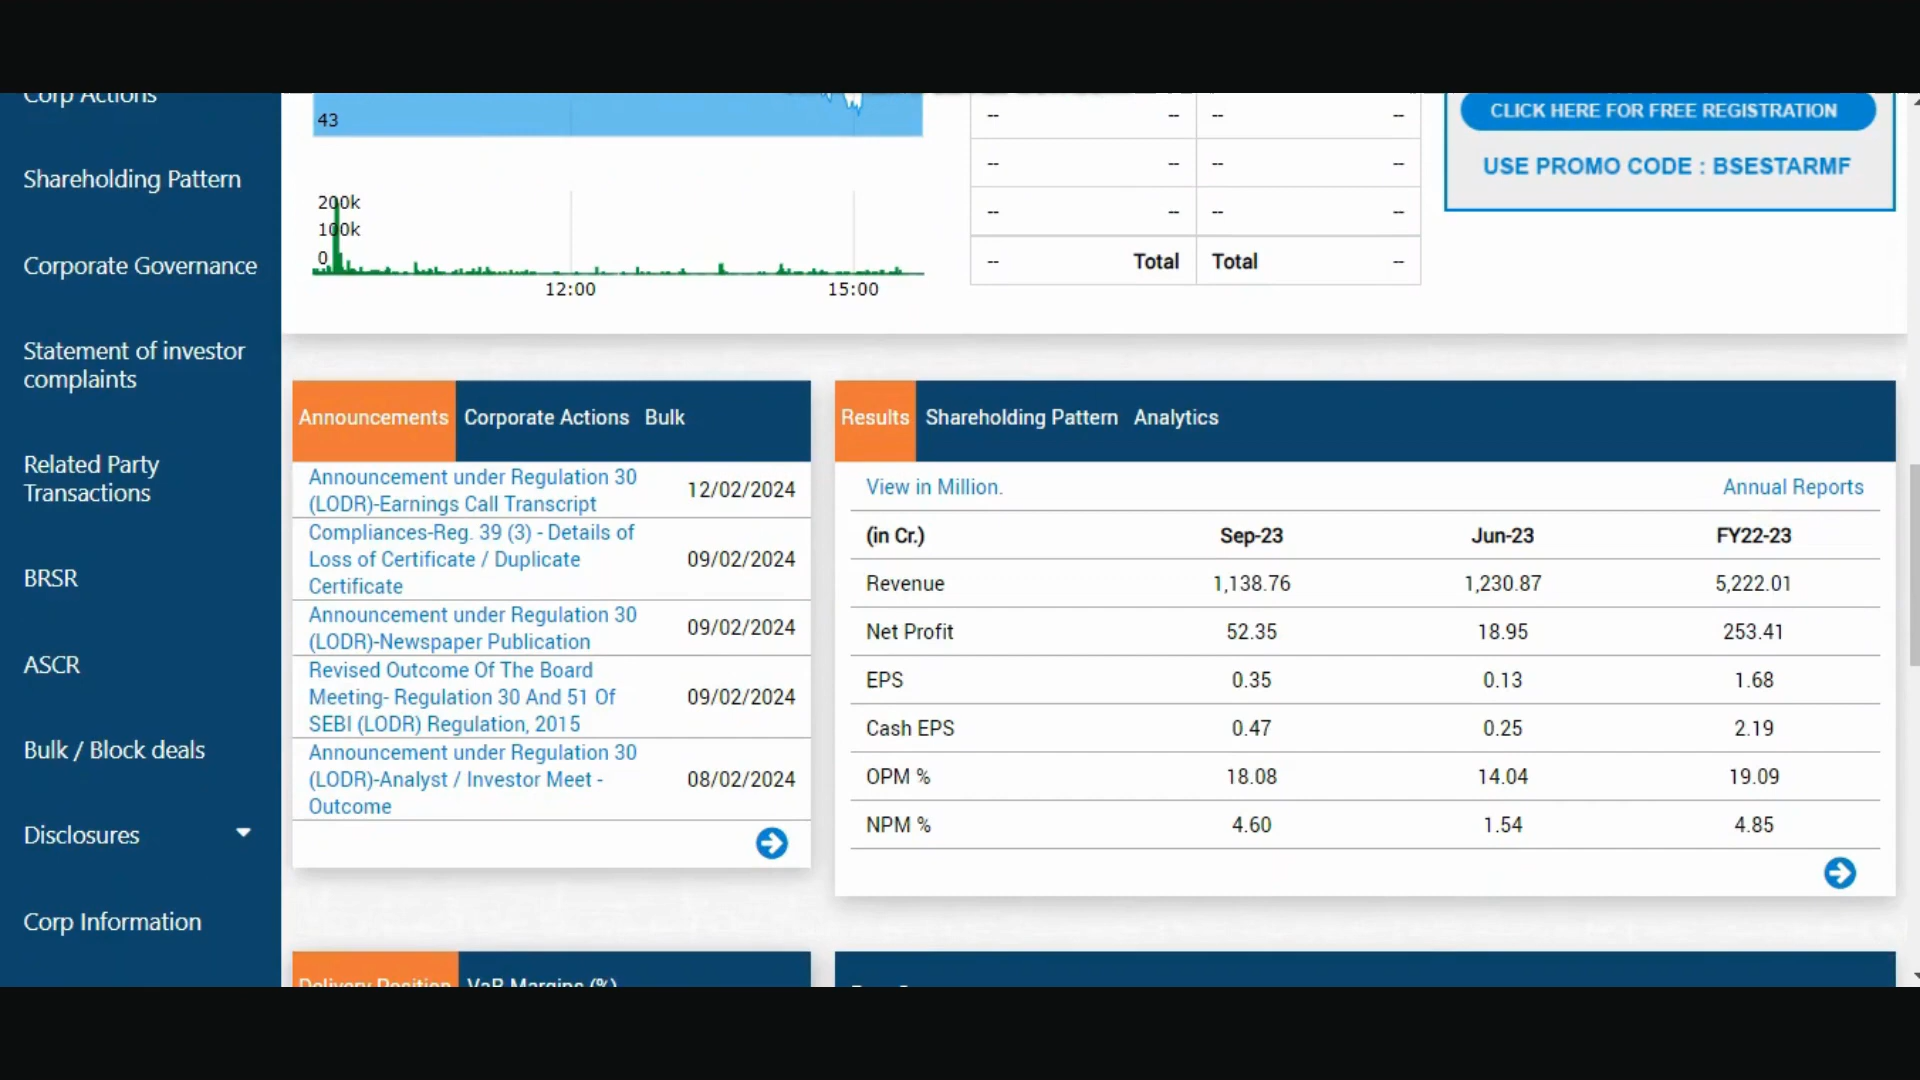 Corp Actions
Shareholding Pattern
Corporate Governance
Statement of investor
complaints
Related Party
Transactions
BRSR
ASCR
Bulk / Block deals
Disclosures
Corp Information
43
200k
100k
0
12:00 15:00
-- -- -- --
-- -- -- --
-- -- -- --
-- Total Total --
CLICK HERE FOR FREE REGISTRATION
USE PROMO CODE : BSESTARMF
Announcements Corporate Actions Bulk
Announcement under Regulation 30
(LODR)-Earnings Call Transcript 12/02/2024
Compliances-Reg. 39 (3) - Details of
Loss of Certificate / Duplicate 09/02/2024
Certificate
Announcement under Regulation 30
(LODR)-Newspaper Publication 09/02/2024
Revised Outcome Of The Board
Meeting- Regulation 30 And 51 Of 09/02/2024
SEBI (LODR) Regulation, 2015
Announcement under Regulation 30
(LODR)-Analyst / Investor Meet - 08/02/2024
Outcome
Results Shareholding Pattern Analytics
View in Million. Annual Reports
(in Cr.) Sep-23 Jun-23 FY22-23
Revenue 1,138.76 1,230.87 5,222.01
Net Profit 52.35 18.95 253.41
EPS 0.35 0.13 1.68
Cash EPS 0.47 0.25 2.19
OPM % 18.08 14.04 19.09
NPM % 4.60 1.54 4.85
Delivery Position VaR Margins (%)